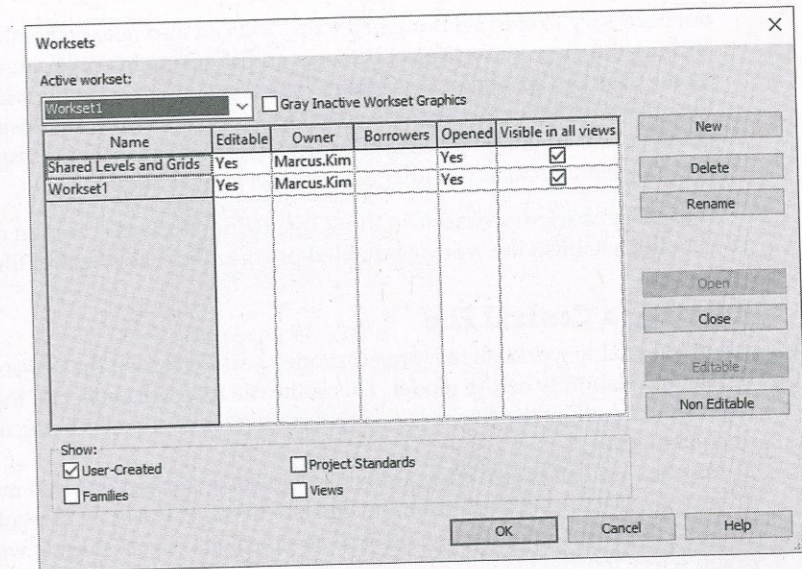 Worksets
Active workset:
Workset1
Gray Inactive Workset Graphics
Name Editable Owner Borrowers Opened Visible in all views
Shared Levels and Grids Yes Marcus.Kim Yes
Workset1 Yes Marcus.Kim Yes
New
Delete
Rename
Open
Close
Editable
Non Editable
Show:
User-Created
Project Standards
Families
Views
OK
Cancel
Help